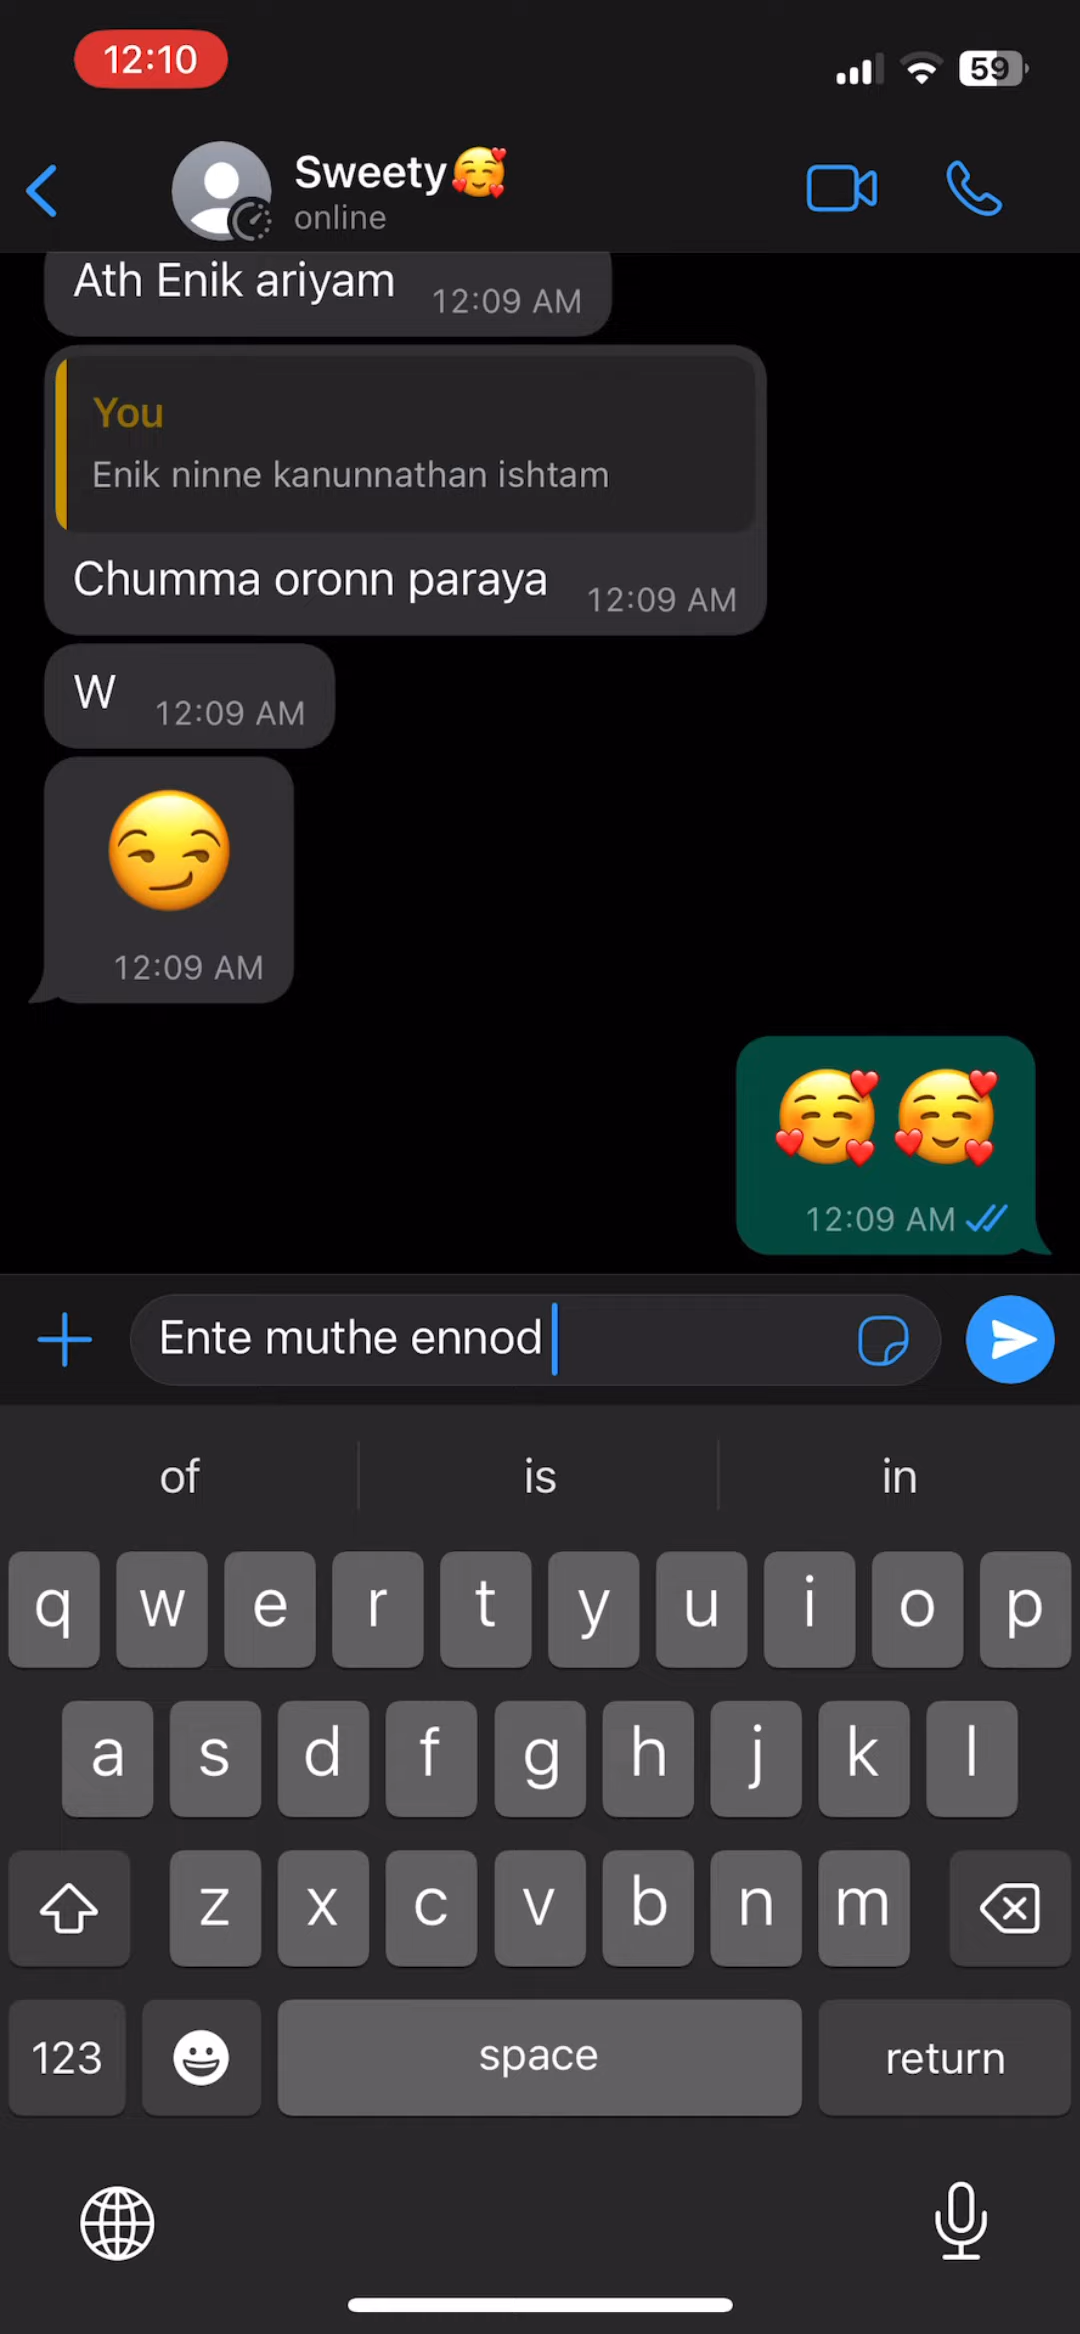 12:10
59
Sweety🥰
online
Ath Enik ariyam
12:09 AM
You
Enik ninne kanunnathan ishtam
Chumma oronn paraya
12:09 AM
W
12:09 AM
😏
12:09 AM
🥰🥰
12:09 AM
Ente muthe ennod
of is in
q w e r t y u i o p
a s d f g h j k l
z x c v b n m
123 space return